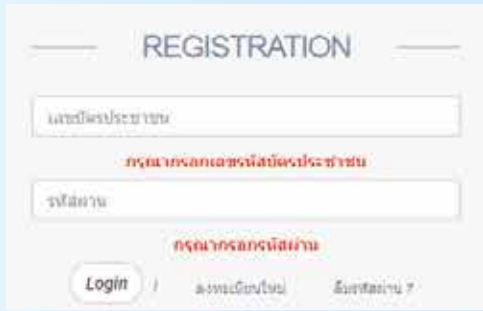 REGISTRATION
เลขบัตรประชาชน
กรุณากรอกเลขรหัสบัตรประชาชน
รหัสผ่าน
กรุณากรอกรหัสผ่าน
Login / ลงทะเบียนใหม่ ลืมรหัสผ่าน ?